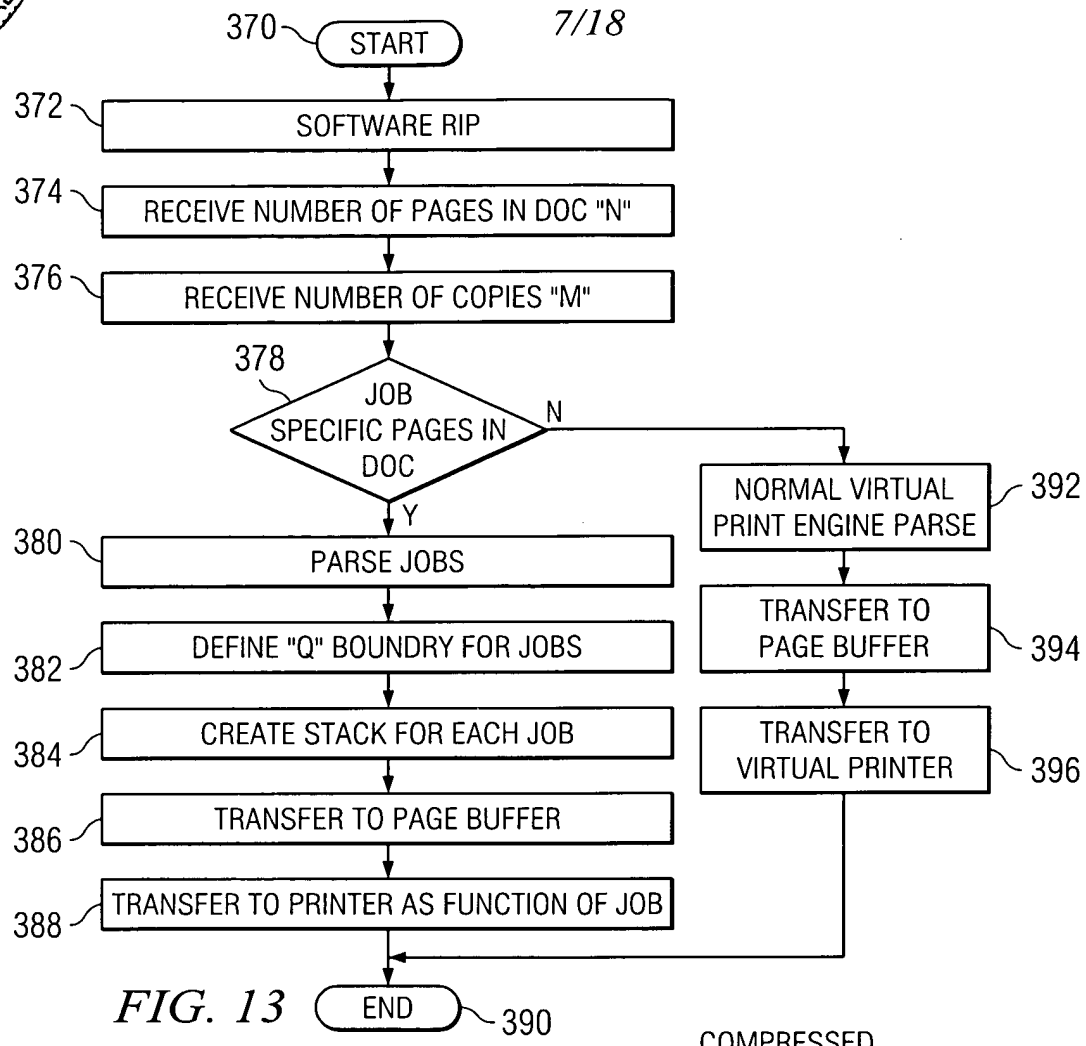 7/18
370
START
372
SOFTWARE RIP
374
RECEIVE NUMBER OF PAGES IN DOC "N"
376
RECEIVE NUMBER OF COPIES "M"
378
JOB
SPECIFIC PAGES IN
DOC
N
Y
380
PARSE JOBS
382
DEFINE "Q" BOUNDRY FOR JOBS
384
CREATE STACK FOR EACH JOB
386
TRANSFER TO PAGE BUFFER
388
TRANSFER TO PRINTER AS FUNCTION OF JOB
NORMAL VIRTUAL
PRINT ENGINE PARSE
392
TRANSFER TO
PAGE BUFFER
394
TRANSFER TO
VIRTUAL PRINTER
396
FIG. 13
END
390
COMPRESSED